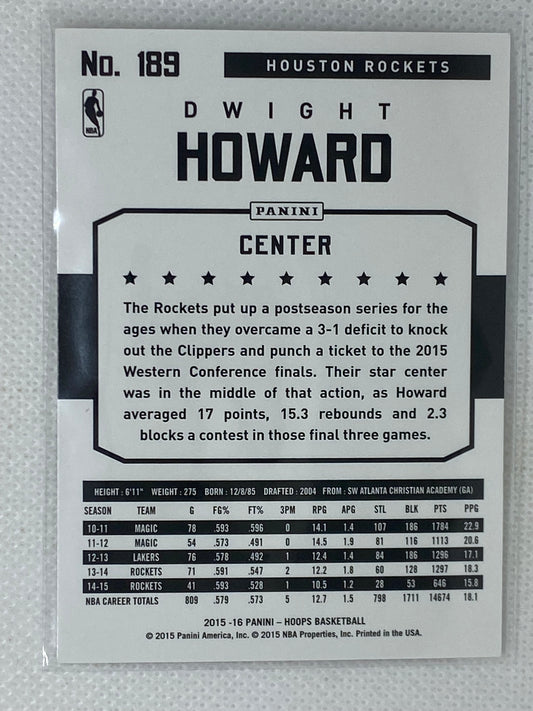 No. 189
HOUSTON ROCKETS
NBA
DWIGHT
HOWARD
PANINI
CENTER
The Rockets put up a postseason series for the
ages when they overcame a 3-1 deficit to knock
out the Clippers and punch a ticket to the 2015
Western Conference finals. Their star center
was in the middle of that action, as Howard
averaged 17 points, 15.3 rebounds and 2.3
blocks a contest in those final three games.
HEIGHT : 6'11" WEIGHT : 275 BORN : 12/8/85 DRAFTED : 2004 FROM : SW ATLANTA CHRISTIAN ACADEMY (GA)
SEASON TEAM G FG% FT% 3PM RPG APG STL BLK PTS PPG
10-11 MAGIC 78 .593 .596 0 14.1 1.4 107 186 1784 22.9
11-12 MAGIC 54 .573 .491 0 14.5 1.9 81 116 1113 20.6
12-13 LAKERS 76 .578 .492 1 12.4 1.4 84 186 1296 17.1
13-14 ROCKETS 71 .591 .547 2 12.2 1.8 60 128 1297 18.3
14-15 ROCKETS 41 .593 .528 1 10.5 1.2 28 53 646 15.8
NBA CAREER TOTALS 809 .579 .573 5 12.7 1.5 798 1711 14674 18.1
2015 -16 PANINI – HOOPS BASKETBALL
© 2015 Panini America, Inc. © 2015 NBA Properties, Inc. Printed in the USA.